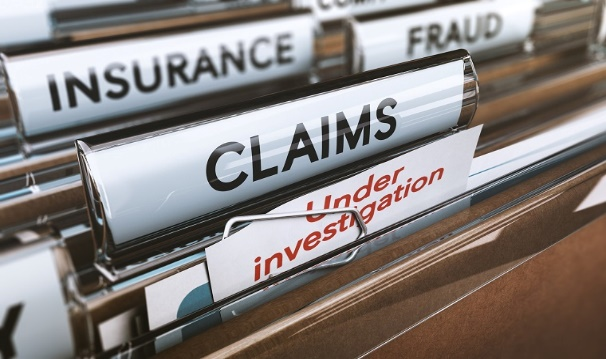 INSURANCE
FRAUD
CLAIMS
Under
investigation